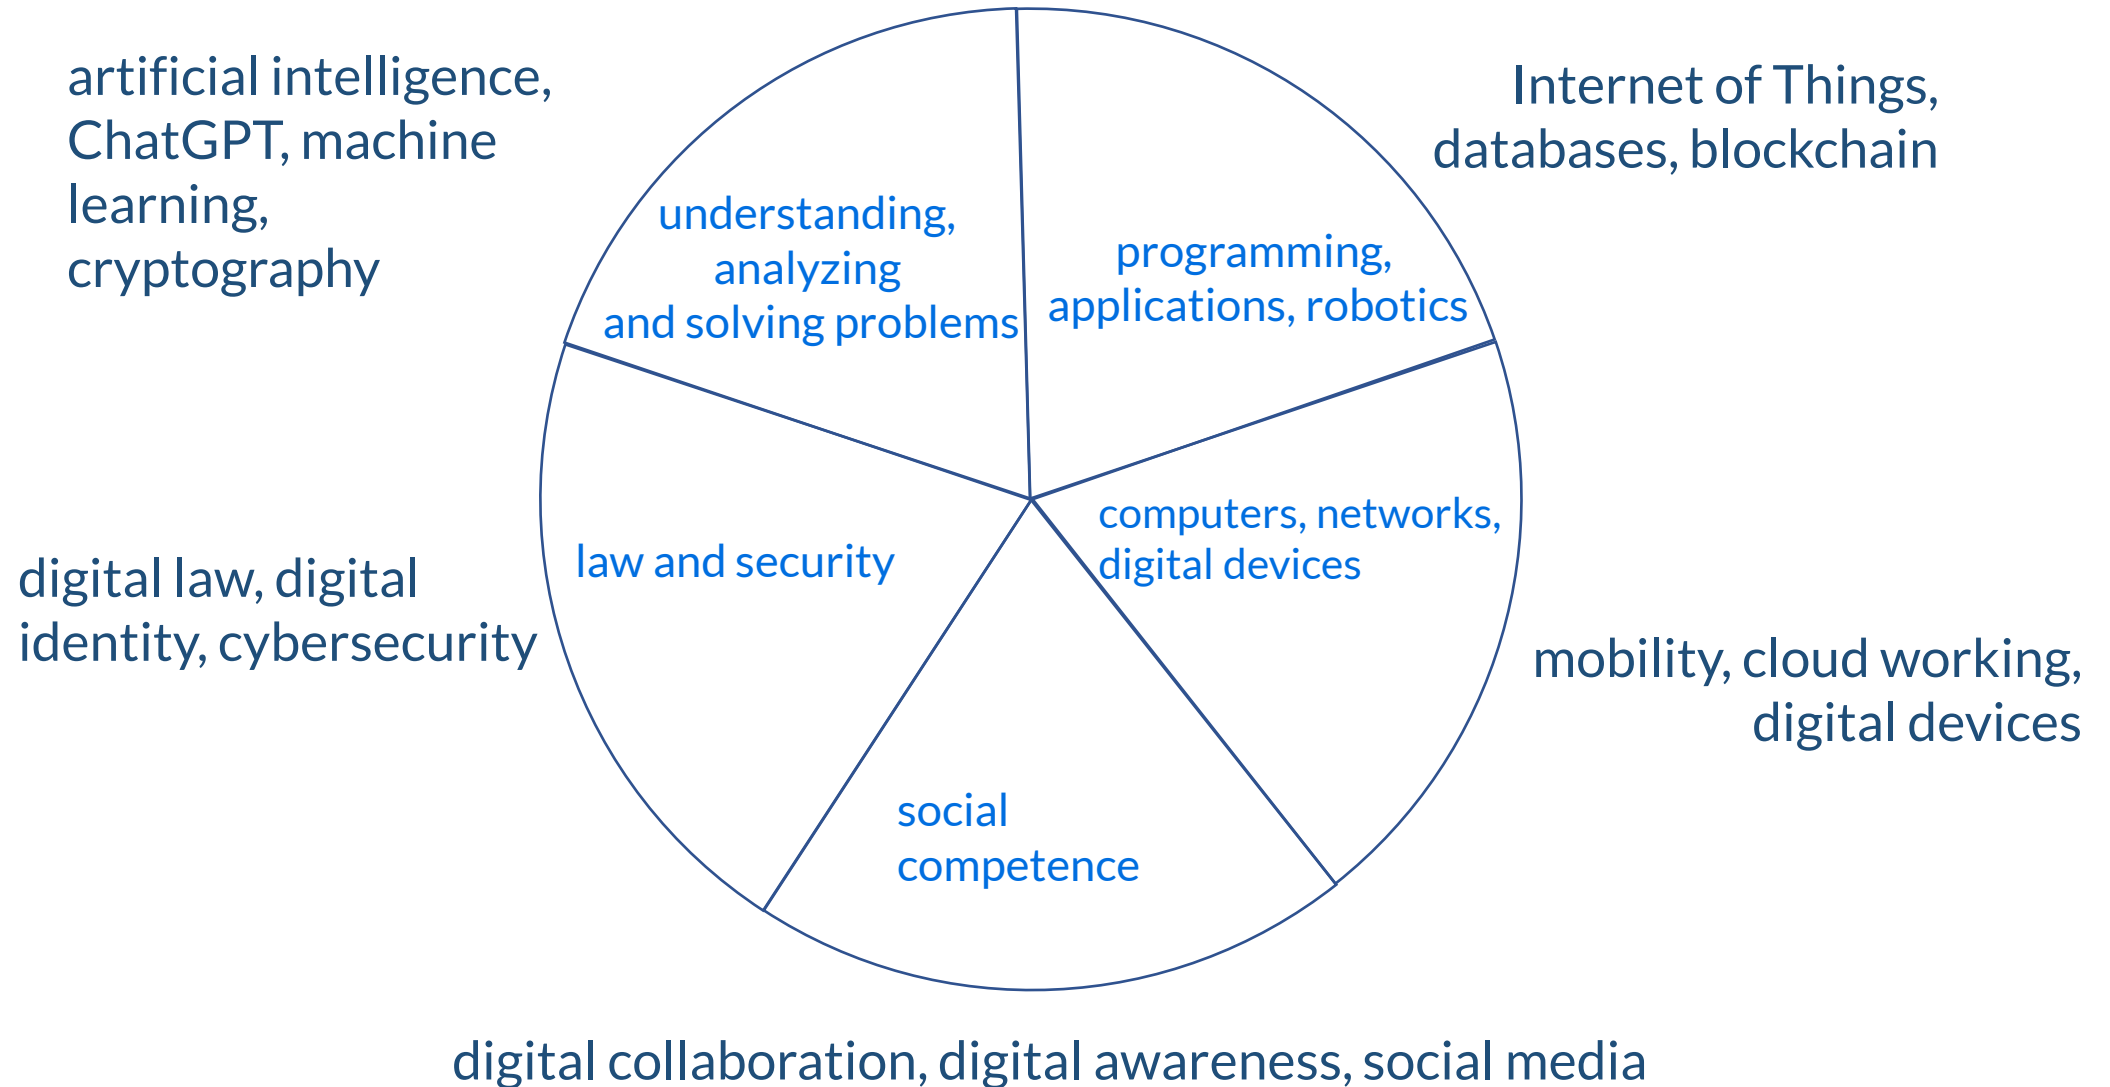 artificial intelligence,
ChatGPT, machine
learning,
cryptography
Internet of Things,
databases, blockchain
understanding,
analyzing
and solving problems
programming,
applications, robotics
computers, networks,
digital devices
law and security
digital law, digital
identity, cybersecurity
mobility, cloud working,
digital devices
social
competence
digital collaboration, digital awareness, social media